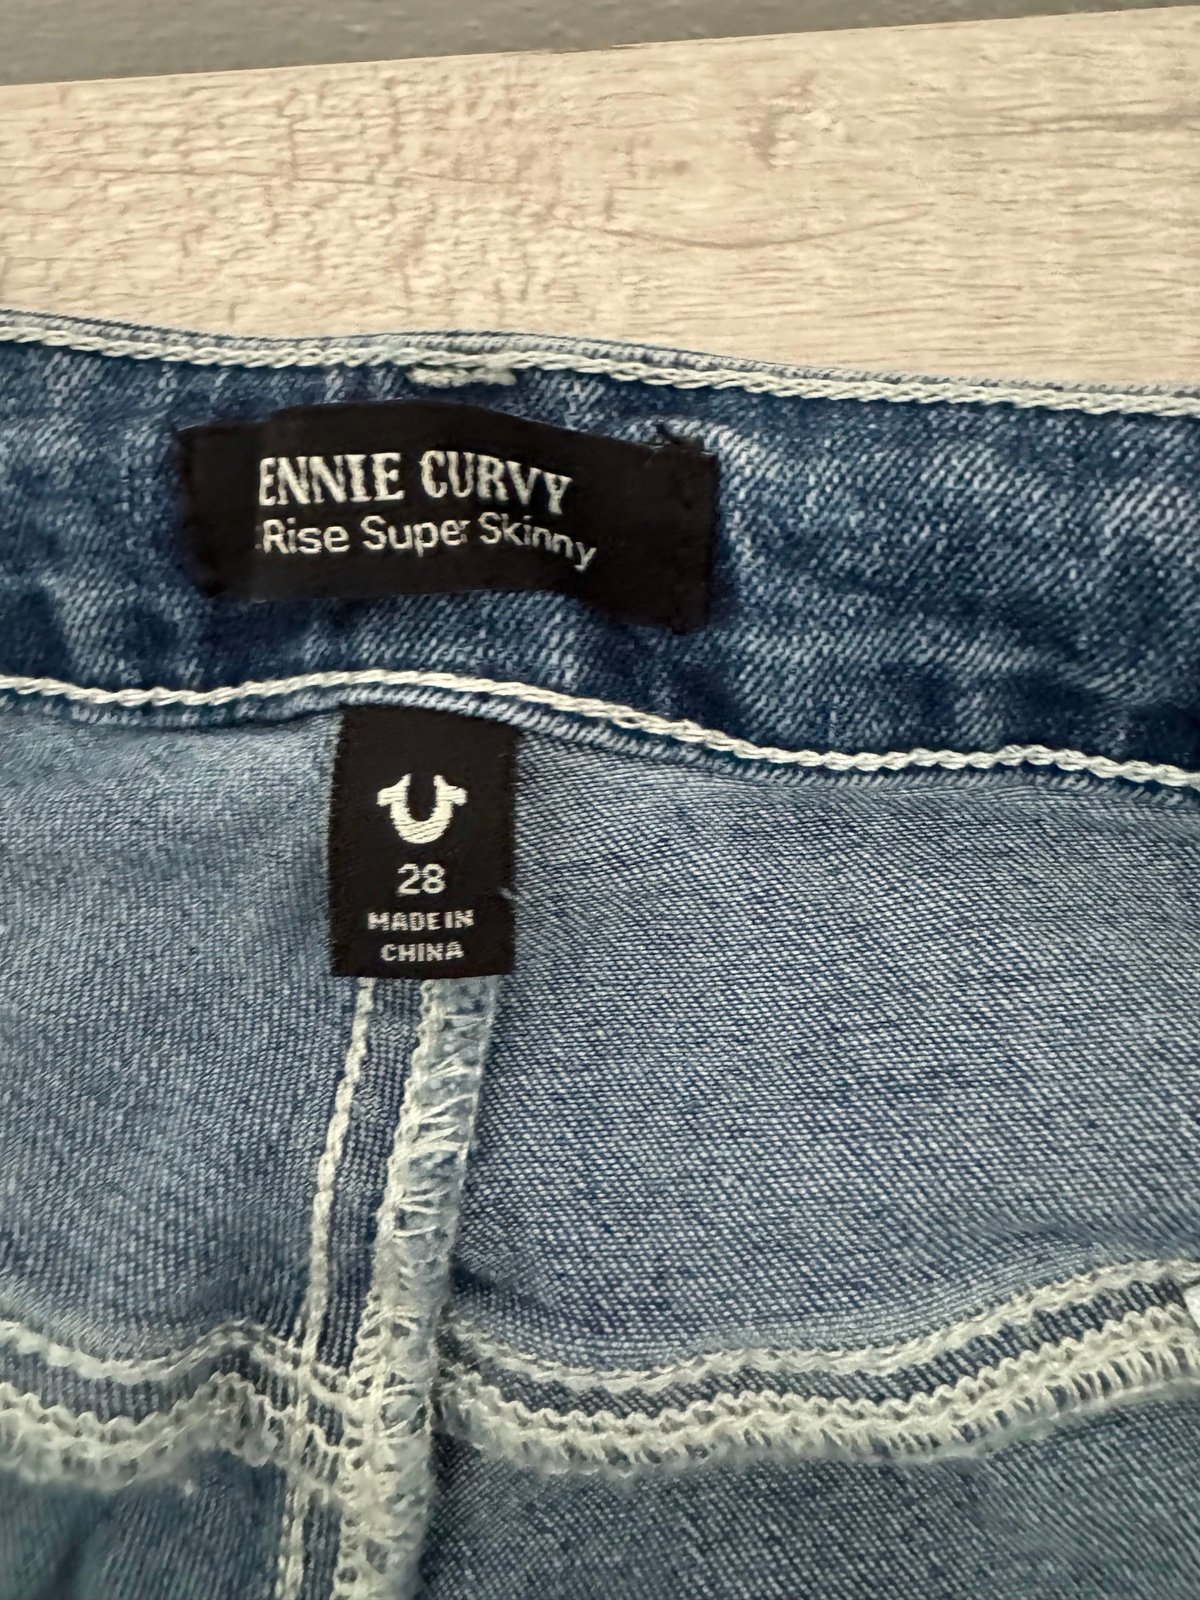 ENNIE CURVY
Rise Super Skinny
28
MADE IN
CHINA